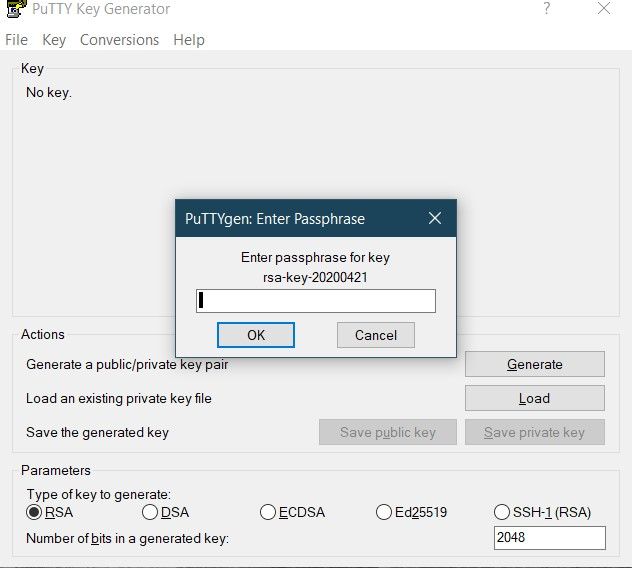 PuTTY Key Generator
? 
File Key Conversions Help
Key
No key.
PuTTYgen: Enter Passphrase
Enter passphrase for key
rsa-key-20200421
OK Cancel
Actions
Generate a public/private key pair Generate
Load an existing private key file Load
Save the generated key Save public key Save private key
Parameters
Type of key to generate:
RSA DSA ECDSA Ed25519 SSH-1 (RSA)
Number of bits in a generated key: 2048